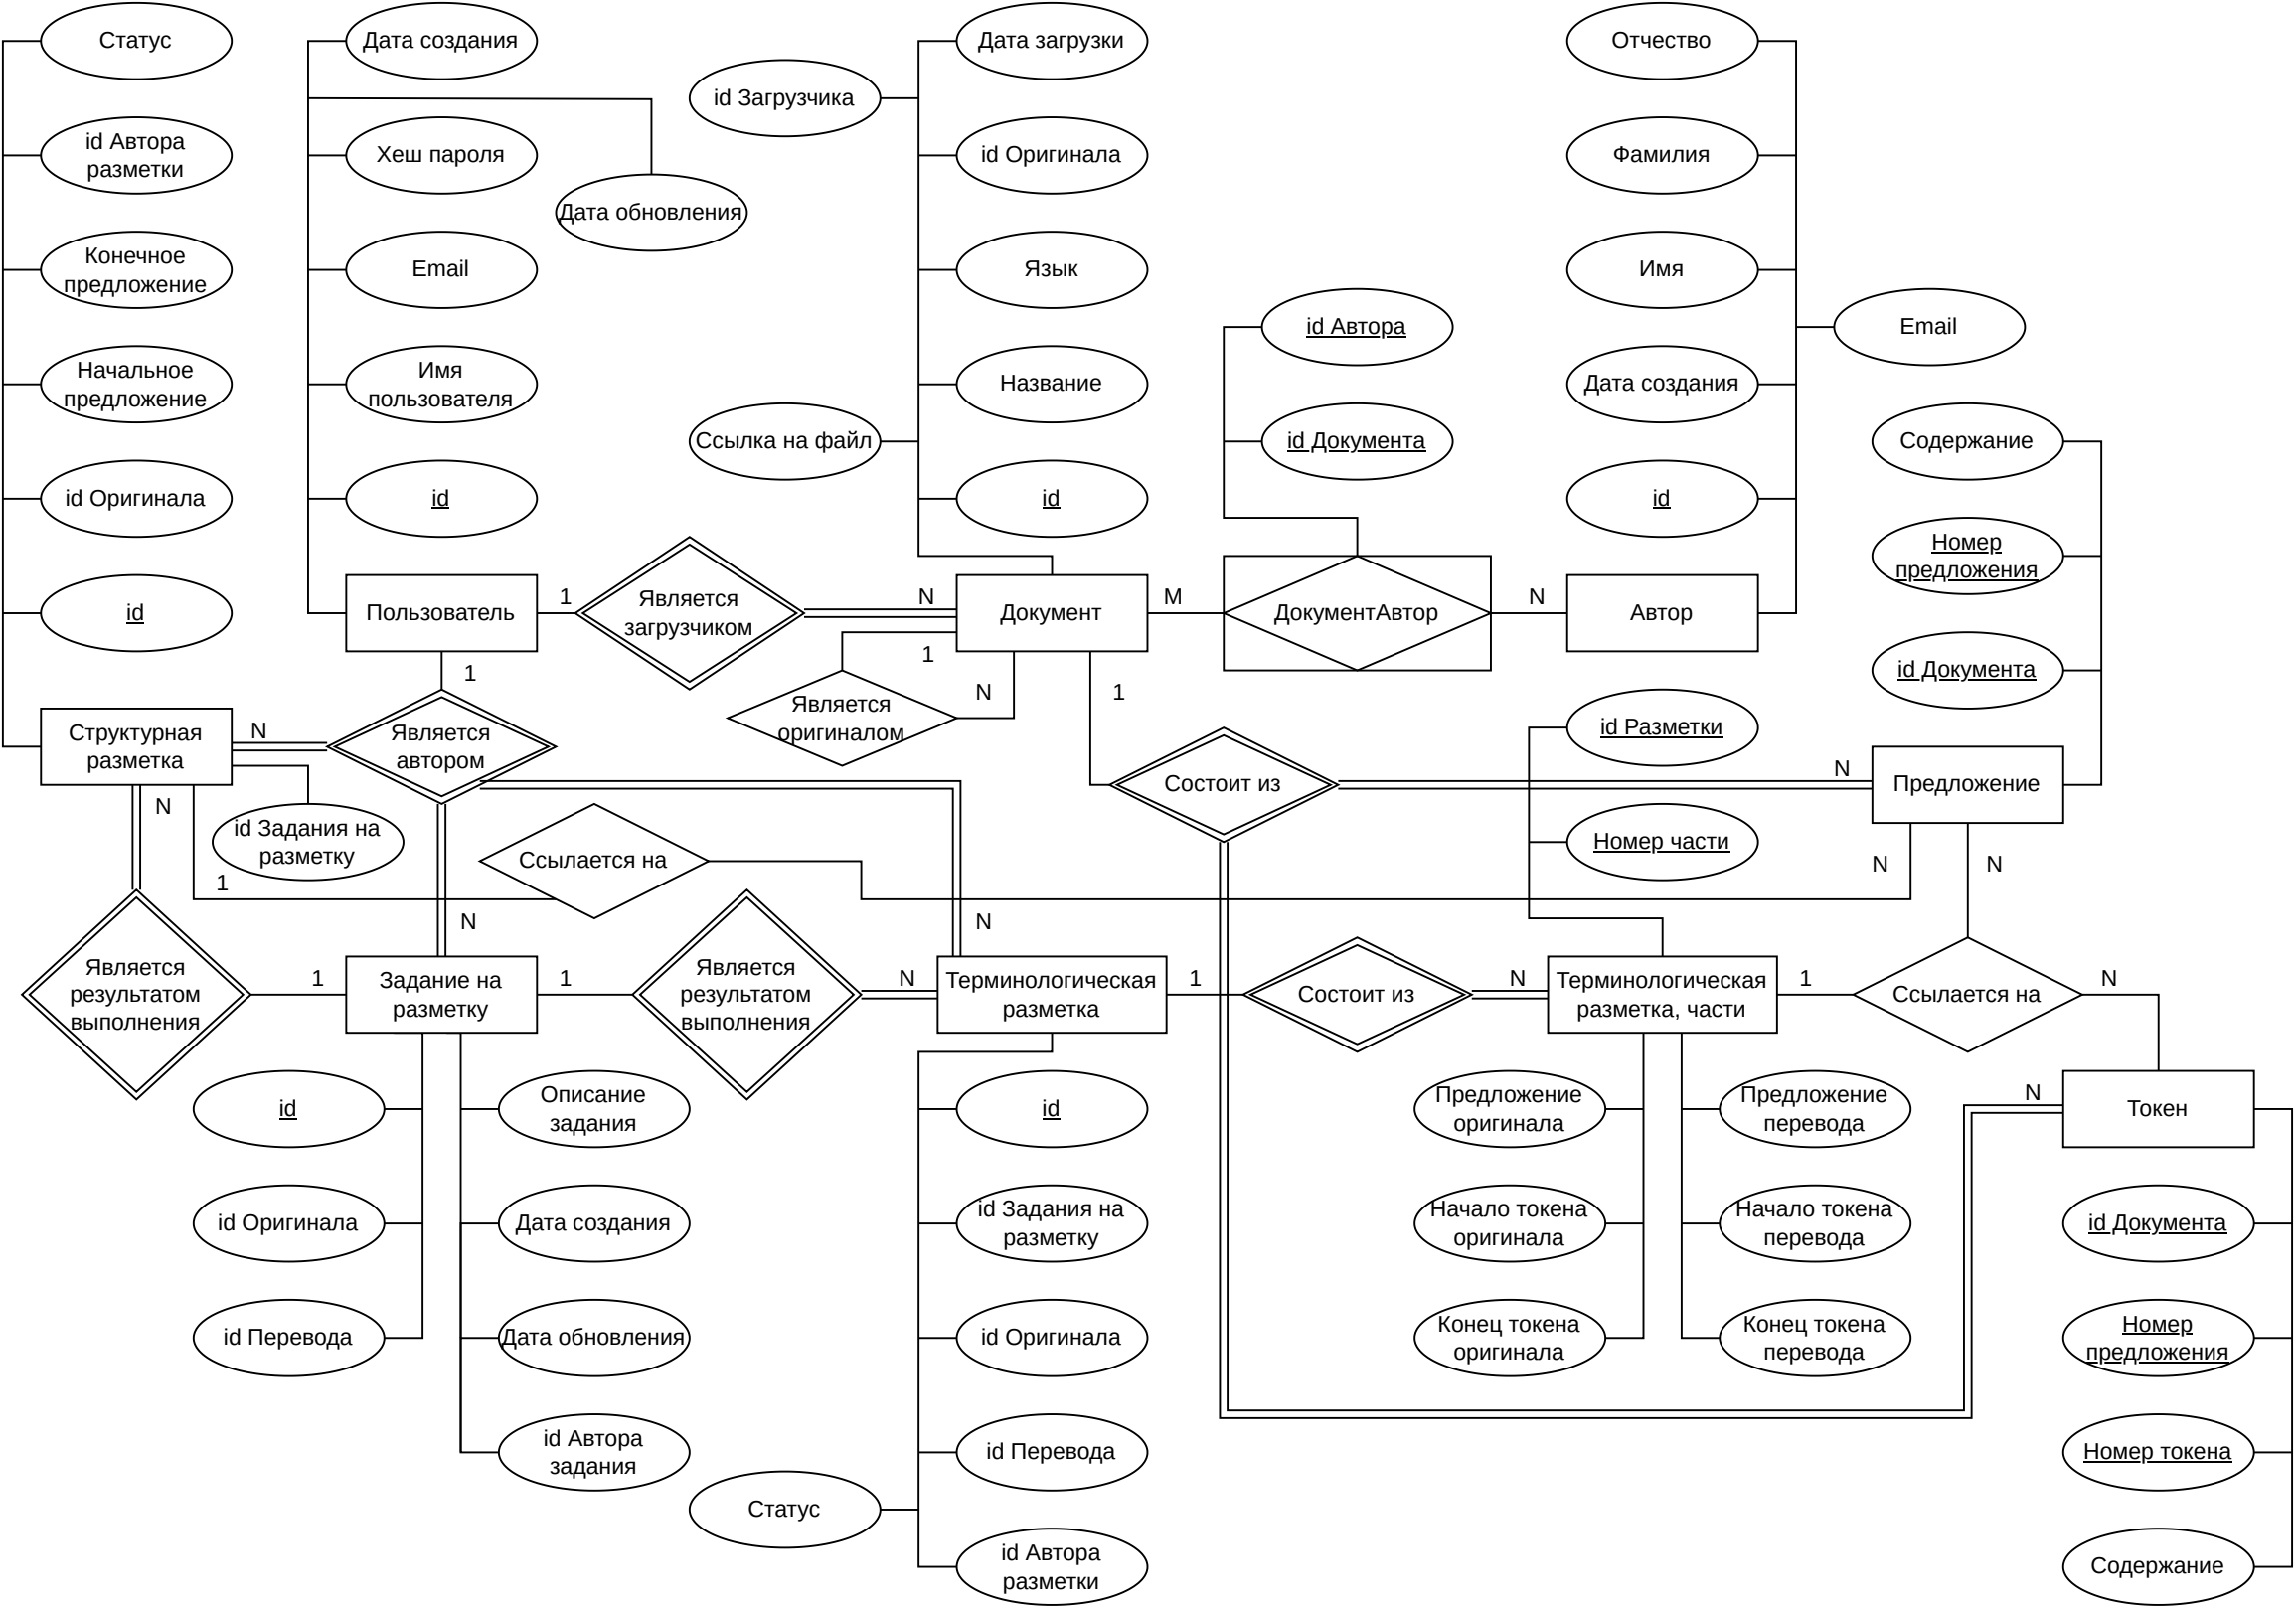 Статус
Дата создания
Дата загрузки
Отчество
id Загрузчика
id Автора
разметки
Хеш пароля
id Оригинала
Фамилия
Дата обновления
Конечное
предложение
Email
Язык
Имя
id Автора
Email
Начальное
предложение
Имя
пользователя
Название
Дата создания
Ссылка на файл
id Документа
Содержание
id Оригинала
id
id
id
Номер
предложения
id
Пользователь
1
Является
загрузчиком
N
Документ
M
ДокументАвтор
N
Автор
1
1
N
1
id Документа
Структурная
разметка
N
Является
автором
Является
оригиналом
id Разметки
Состоит из
N
Предложение
N
id Задания на
разметку
Ссылается на
Номер части
1
N
N
N
N
Является
результатом
выполнения
1
Задание на
разметку
1
Является
результатом
выполнения
N
Терминологическая
разметка
1
Состоит из
N
Терминологическая
разметка, части
1
Ссылается на
N
id
Описание
задания
id
Предложение
оригинала
Предложение
перевода
N
Токен
id Оригинала
Дата создания
id Задания на
разметку
Начало токена
оригинала
Начало токена
перевода
id Документа
id Перевода
Дата обновления
id Оригинала
Конец токена
оригинала
Конец токена
перевода
Номер
предложения
id Автора
задания
id Перевода
Номер токена
Статус
id Автора
разметки
Содержание